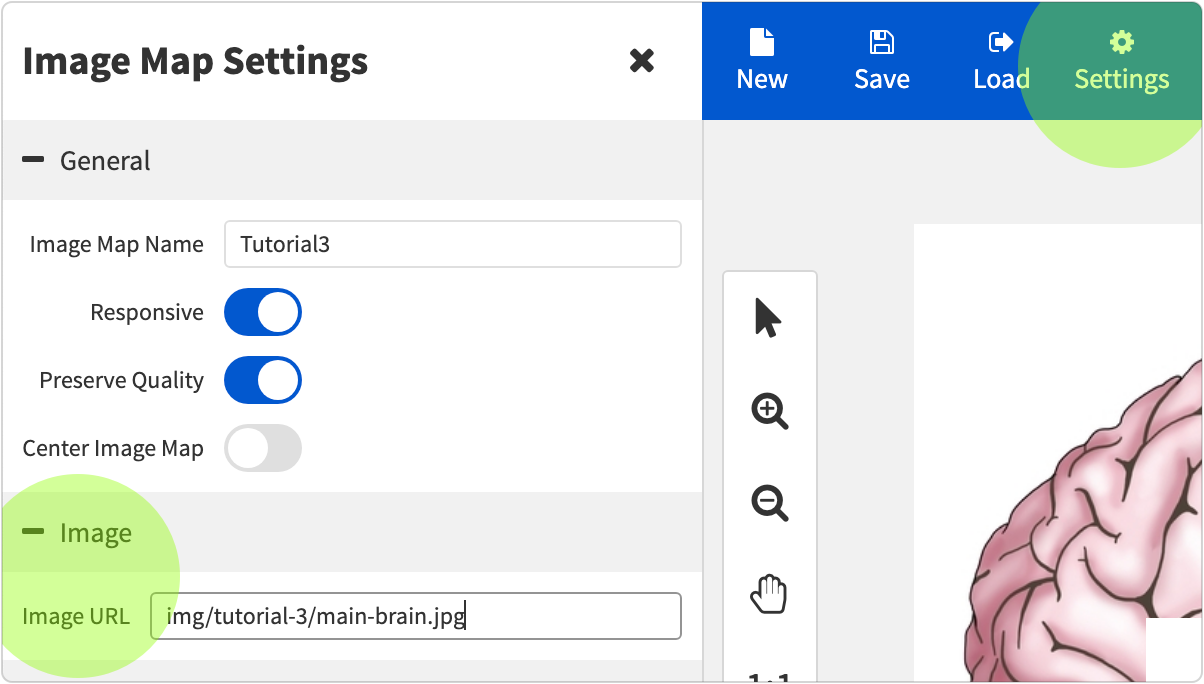 Image Map Settings
New
Save
Load
Settings
General
Image Map Name
Tutorial3
Responsive
Preserve Quality
Center Image Map
Image
Image URL
img/tutorial-3/main-brain.jpg
1:1